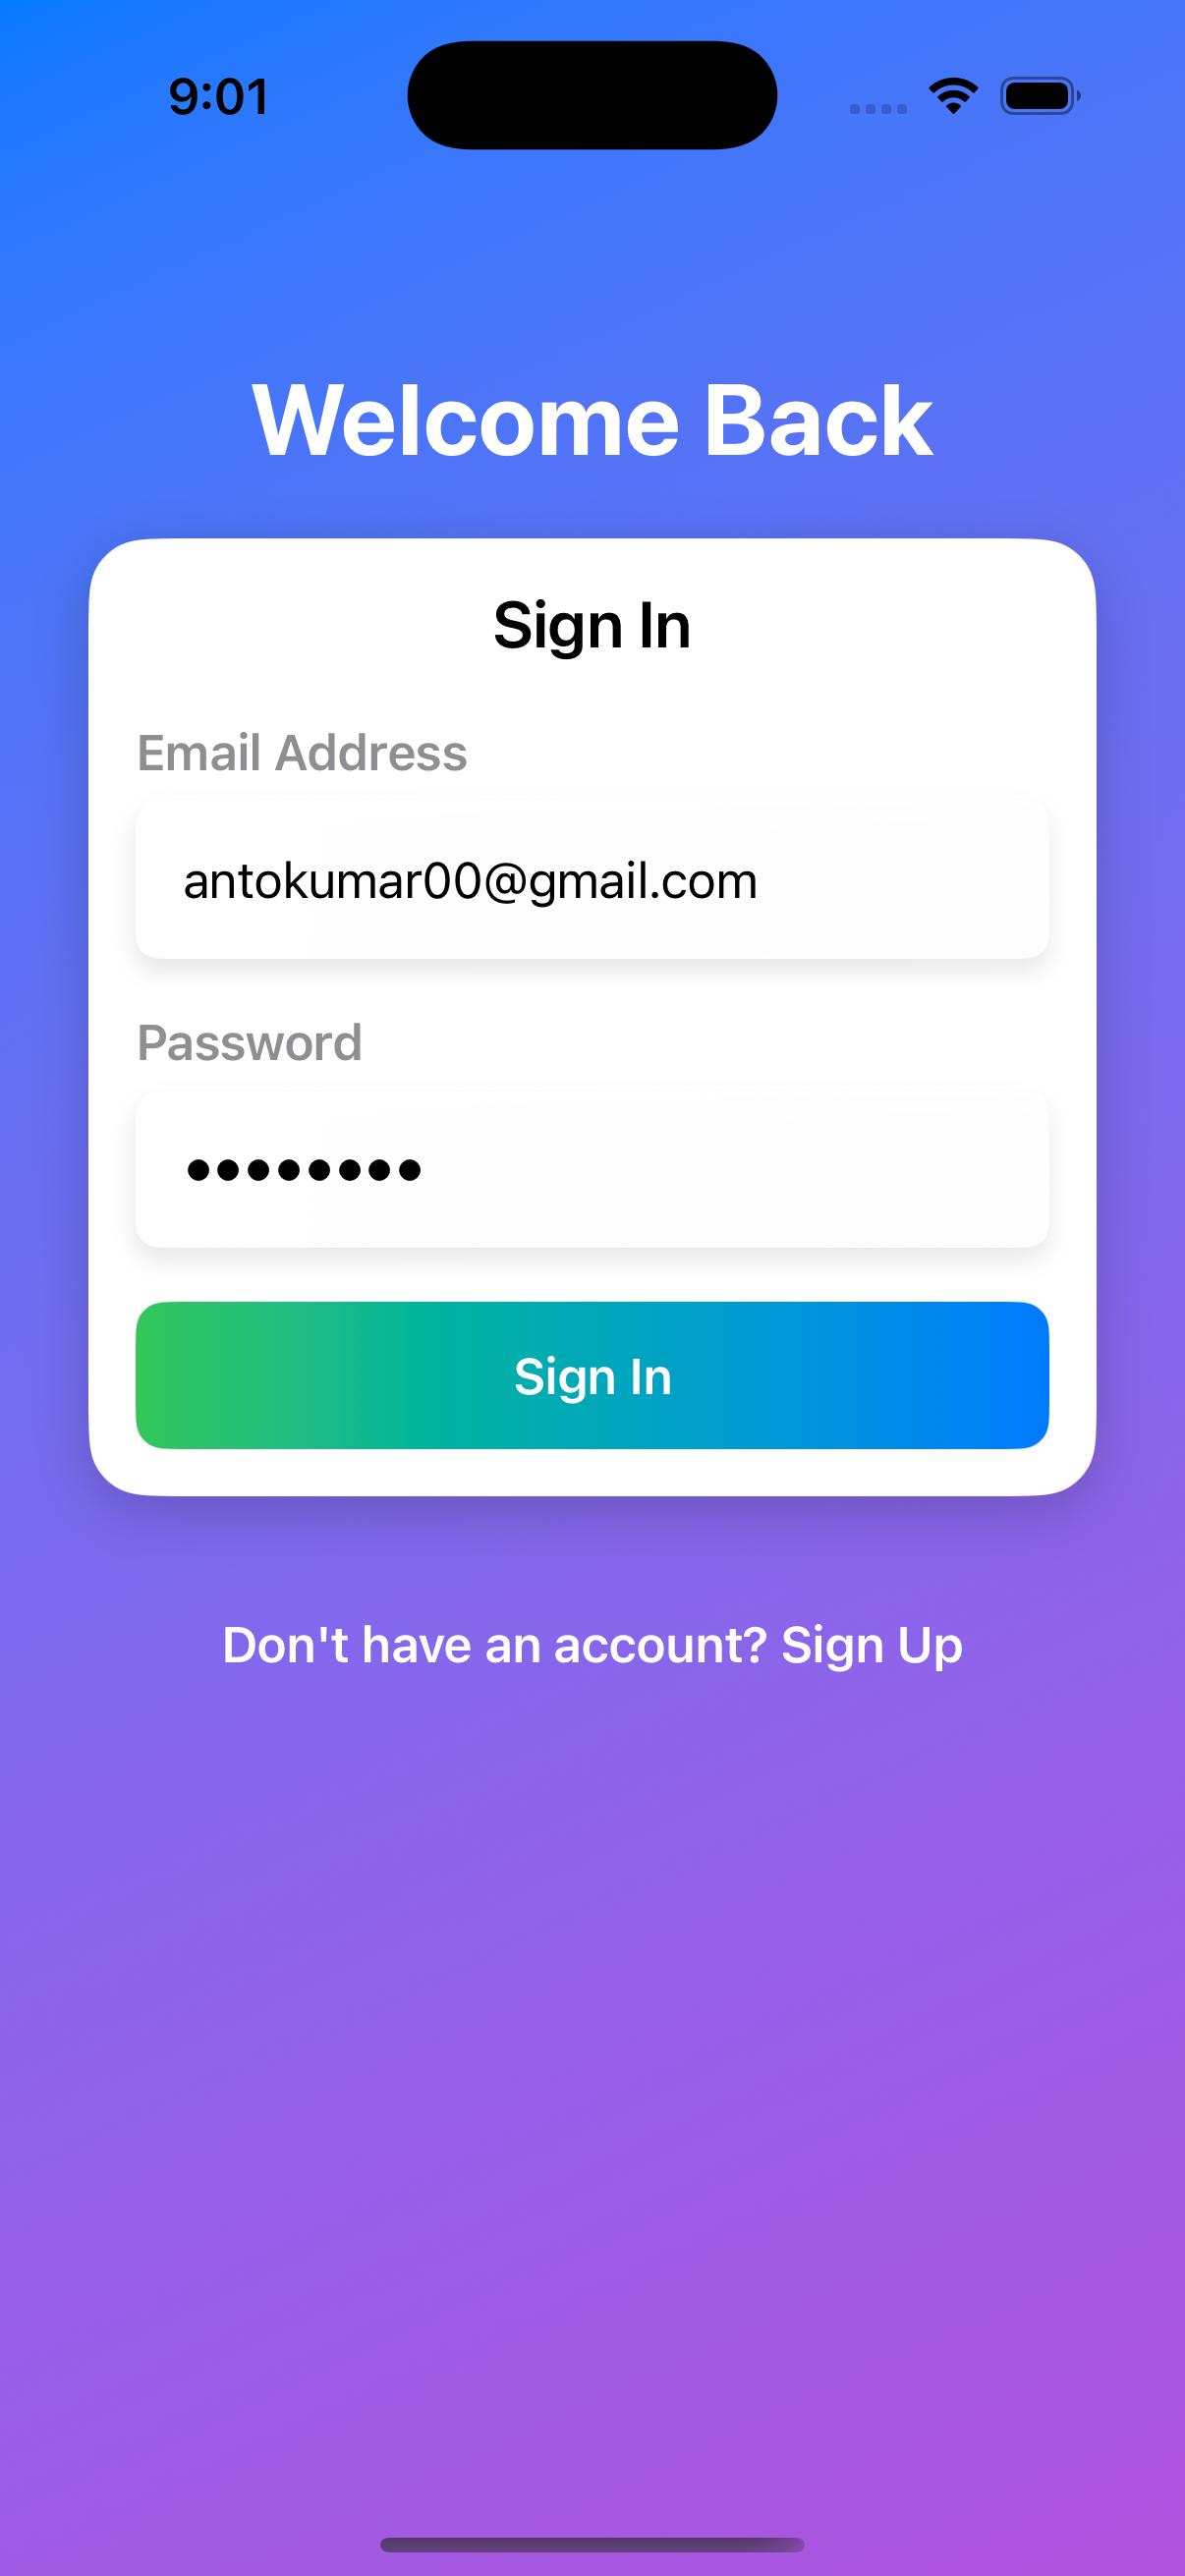 9:01
Welcome Back
Sign In
Email Address
antokumar00@gmail.com
Password
••••••••
Sign In
Don't have an account? Sign Up